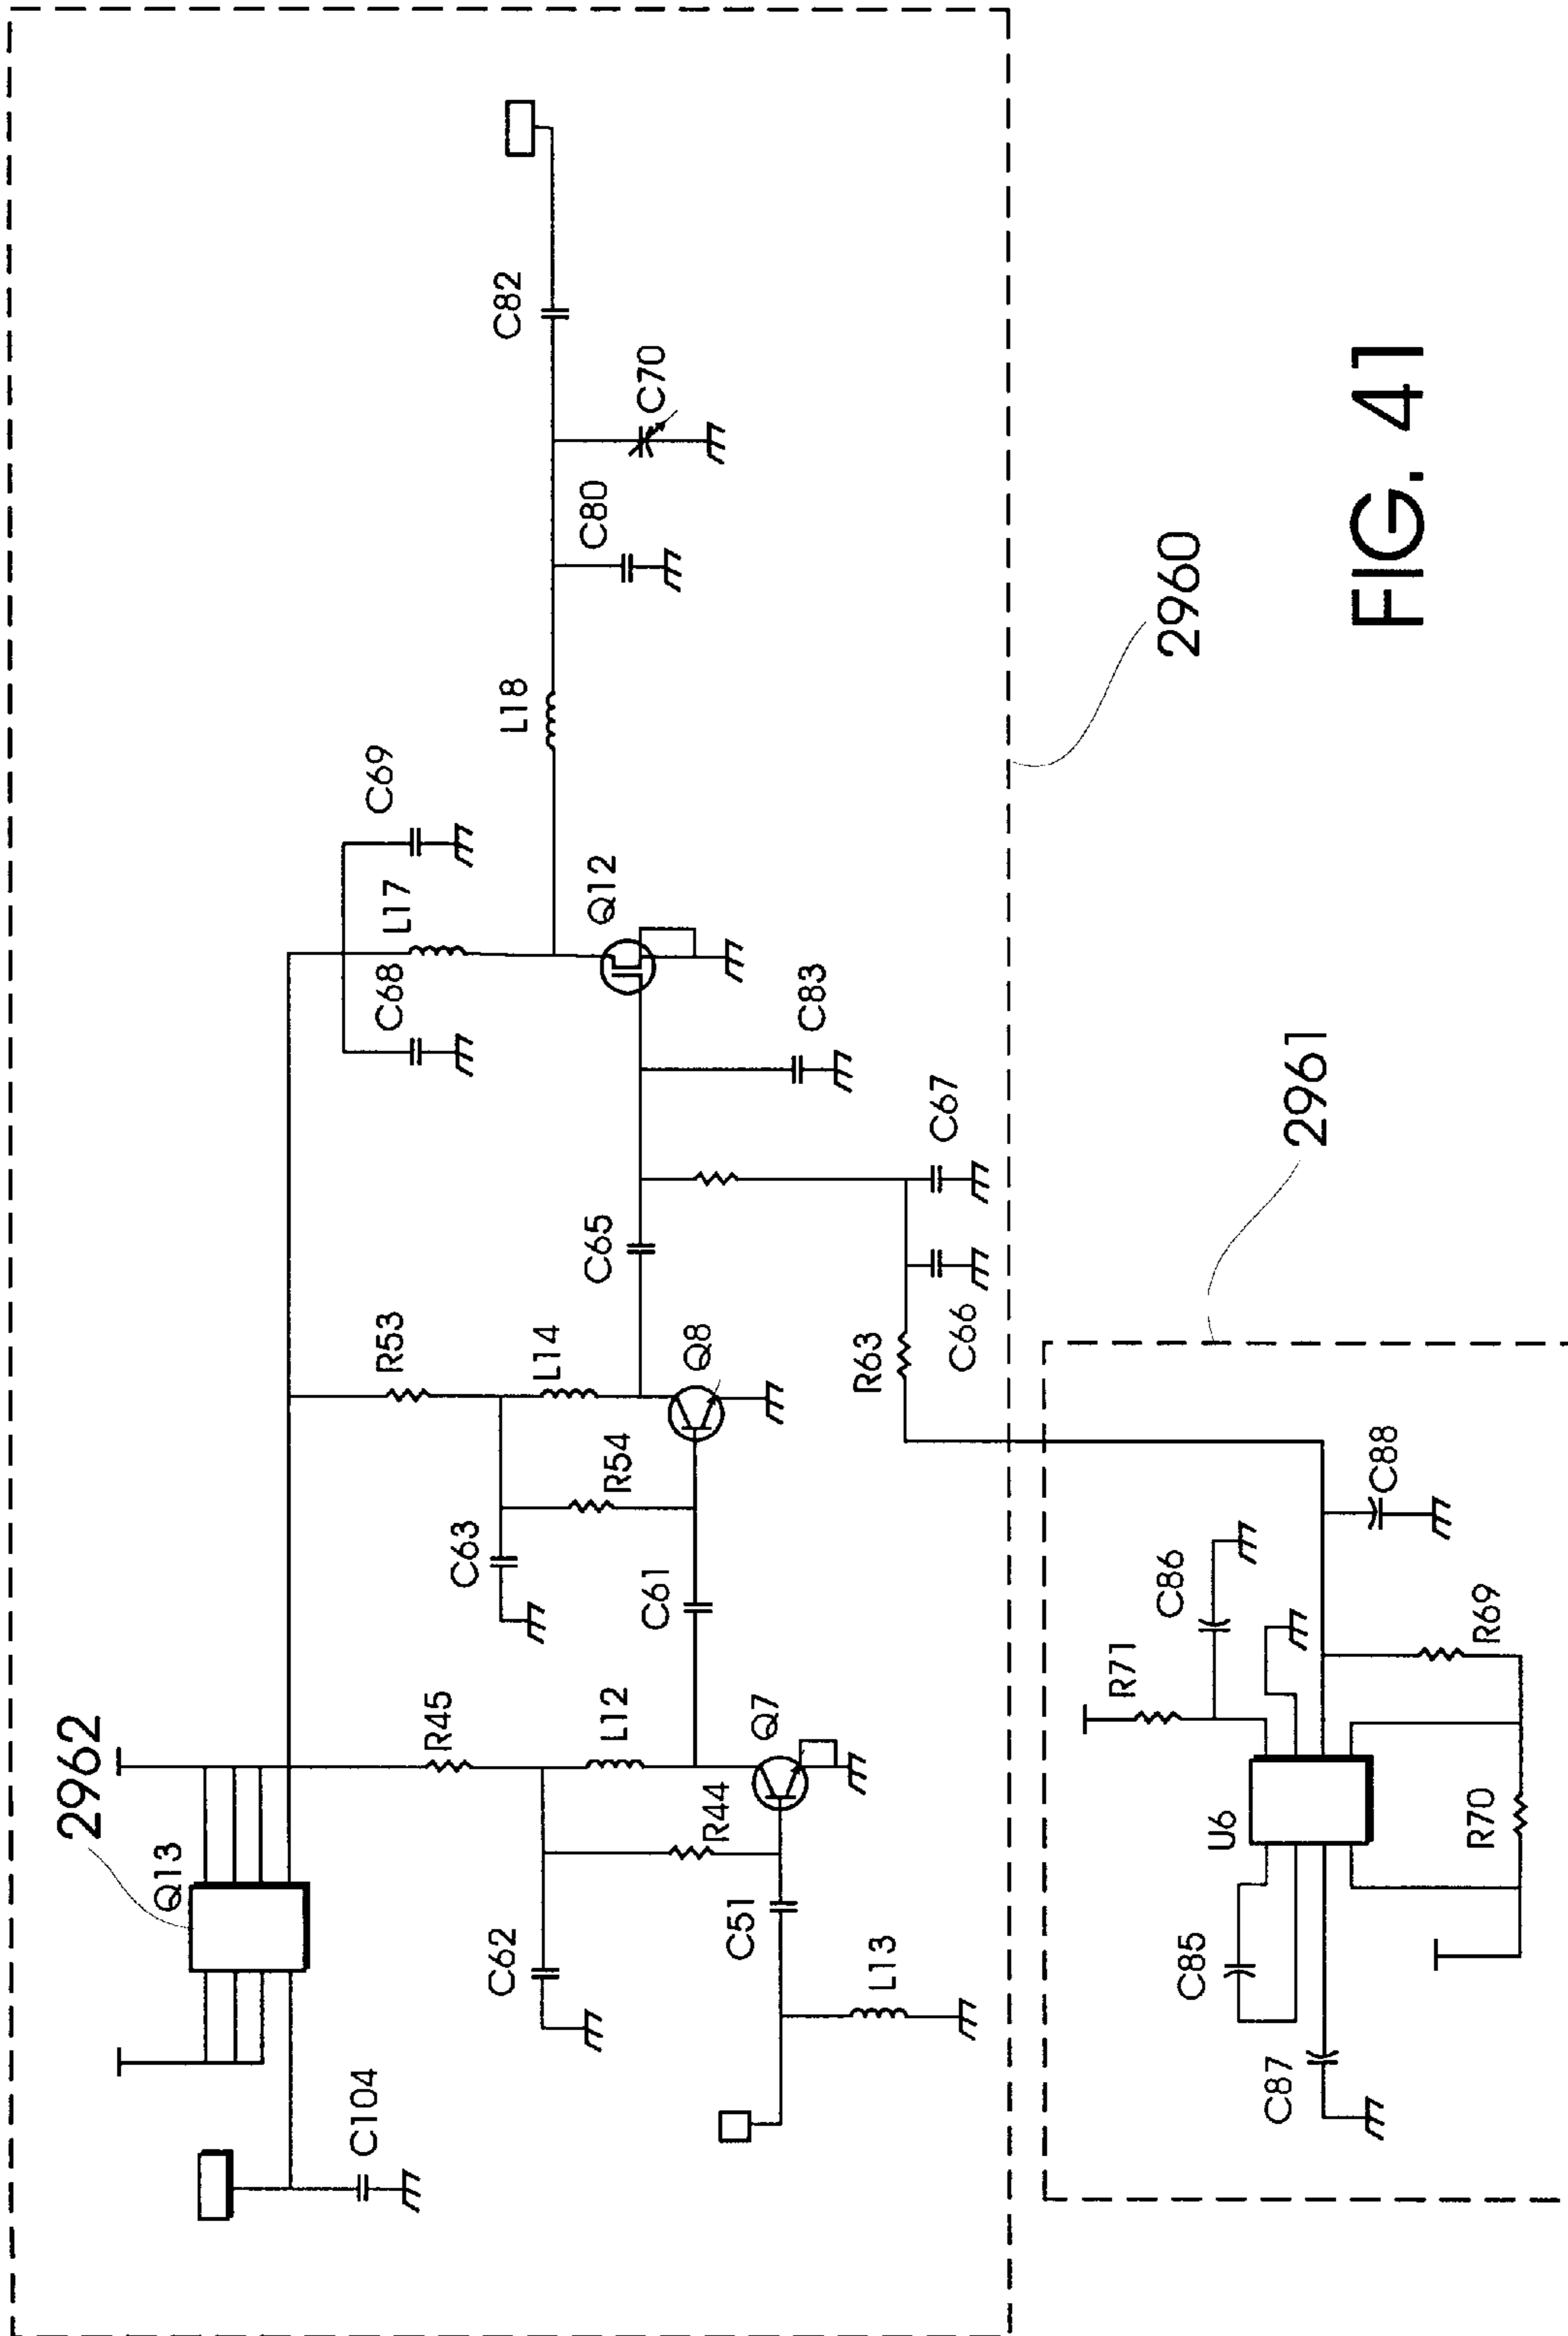 2962
Q13
C104
R45
L12
Q7
R44
C62
C51
L13
R53
L14
Q8
R54
C63
C61
C65
R63
C66
C67
C83
C68
L17
C69
Q12
L18
C80
C70
C82
2960
2961
R71
C86
C88
U6
C85
C87
R69
R70
FIG. 41